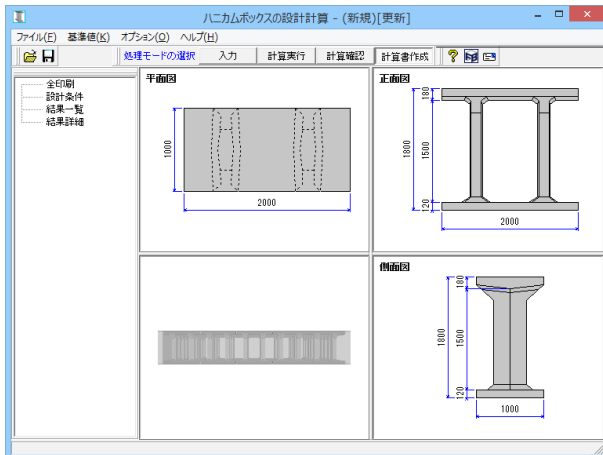 ハニカムボックスの設計計算 - (新規)[更新]
ファイル(F) 基準値(K) オプション(O) ヘルプ(H)
処理モードの選択 入力 計算実行 計算確認 計算書作成
全印刷
設計条件
結果一覧
結果詳細
平面図
1000
2000
正面図
180
1800
1500
120
2000
側面図
180
1800
1500
120
1000